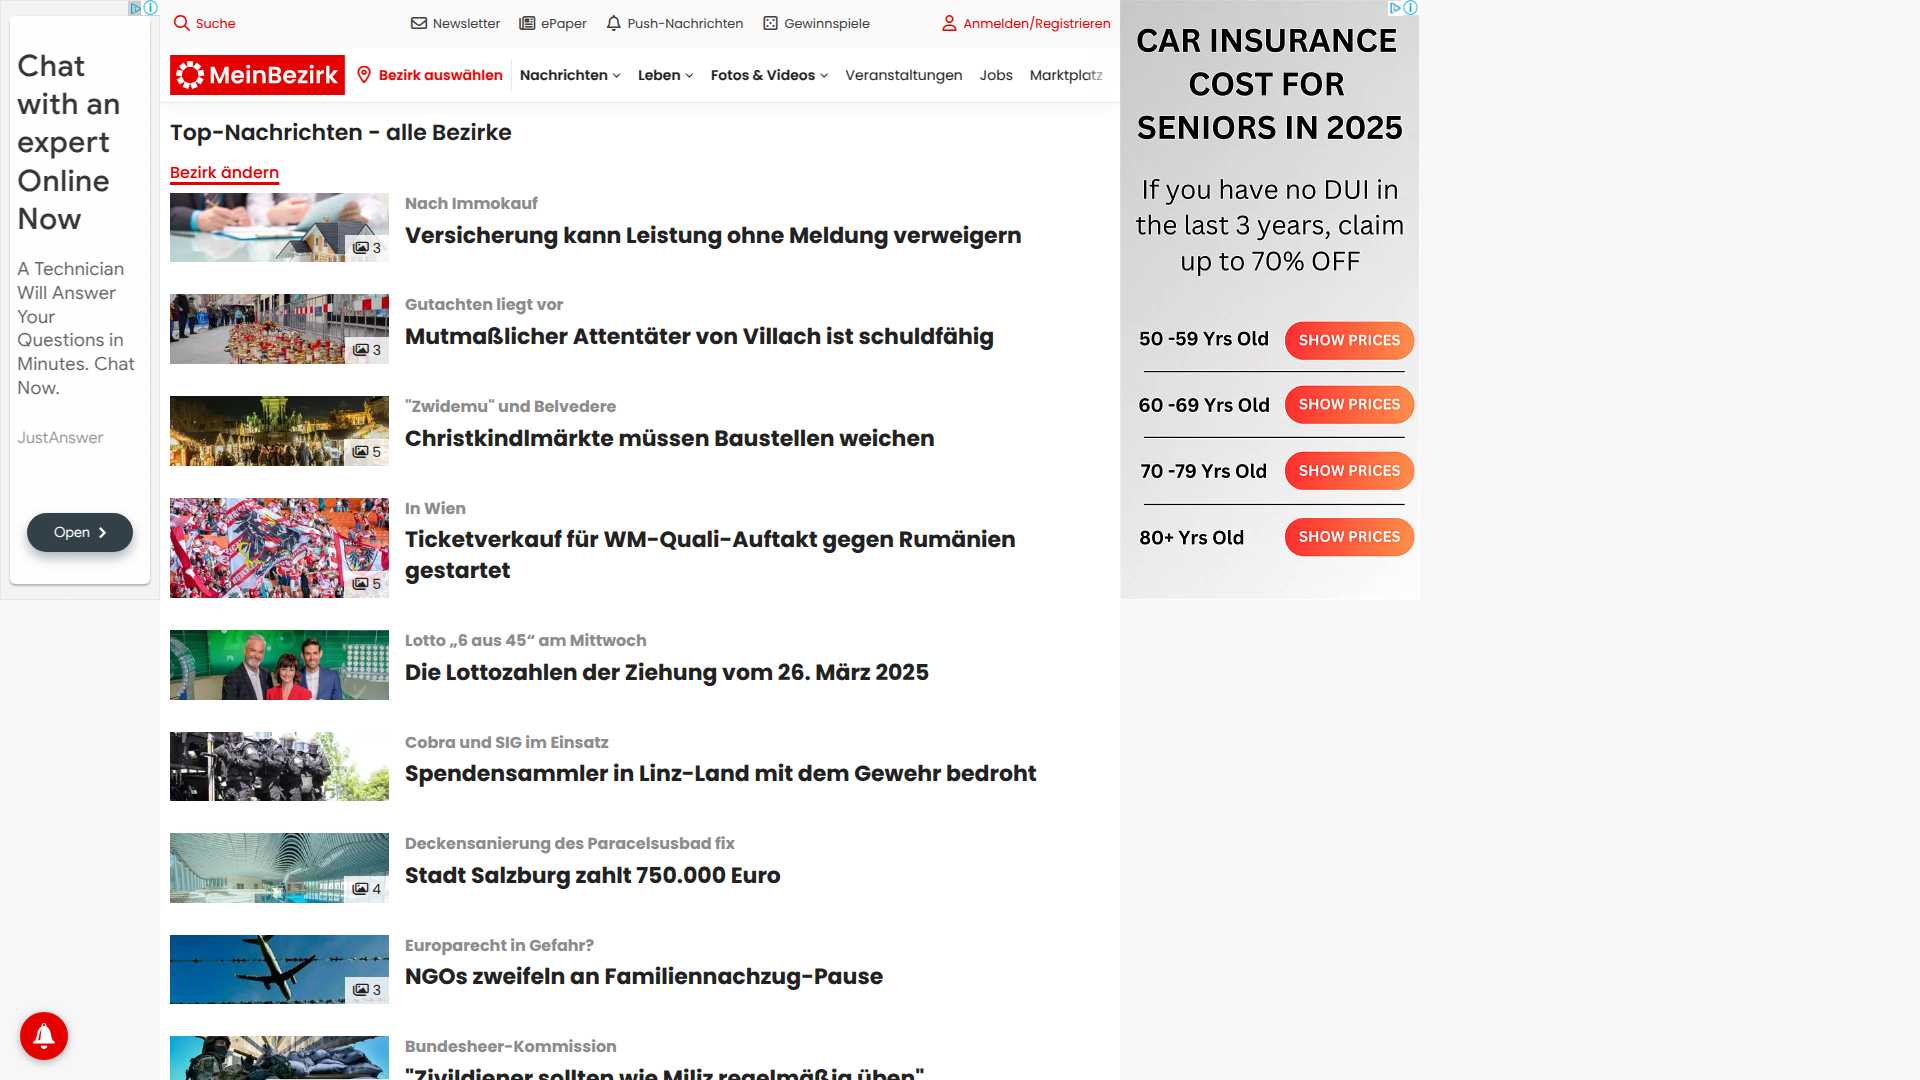 Chat
with an
expert
Online
Now
A Technician
Will Answer
Your
Questions in
Minutes. Chat
Now.
JustAnswer
Open
Suche
Newsletter
ePaper
Push-Nachrichten
Gewinnspiele
Anmelden/Registrieren
MeinBezirk
Bezirk auswählen
Nachrichten
Leben
Fotos & Videos
Veranstaltungen
Jobs
Marktplatz
Top-Nachrichten - alle Bezirke
Bezirk ändern
3
Nach Immokauf
Versicherung kann Leistung ohne Meldung verweigern
3
Gutachten liegt vor
Mutmaßlicher Attentäter von Villach ist schuldfähig
5
"Zwidemu" und Belvedere
Christkindlmärkte müssen Baustellen weichen
5
In Wien
Ticketverkauf für WM-Quali-Auftakt gegen Rumänien
gestartet
Lotto „6 aus 45“ am Mittwoch
Die Lottozahlen der Ziehung vom 26. März 2025
Cobra und SIG im Einsatz
Spendensammler in Linz-Land mit dem Gewehr bedroht
4
Deckensanierung des Paracelsusbad fix
Stadt Salzburg zahlt 750.000 Euro
3
Europarecht in Gefahr?
NGOs zweifeln an Familiennachzug-Pause
Bundesheer-Kommission
"Zivildiener sollten wie Miliz regelmäßig üben"
CAR INSURANCE
COST FOR
SENIORS IN 2025
If you have no DUI in
the last 3 years, claim
up to 70% OFF
50 -59 Yrs Old
SHOW PRICES
60 -69 Yrs Old
SHOW PRICES
70 -79 Yrs Old
SHOW PRICES
80+ Yrs Old
SHOW PRICES